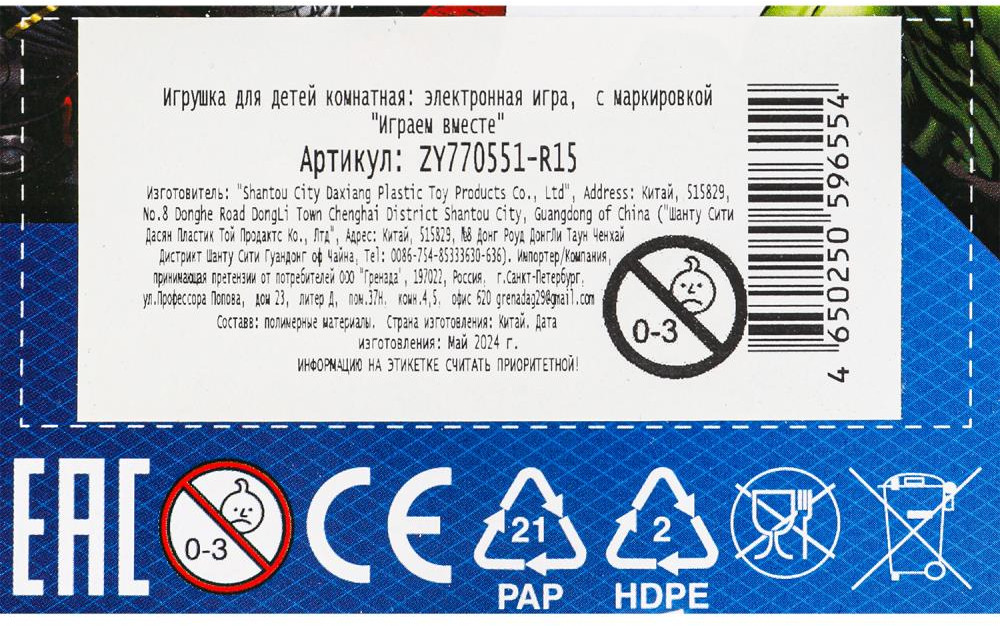 Игрушка для детей комнатная: электронная игра, с маркировкой
"Играем вместе"
Артикул: ZY770551-R15
Изготовитель: "Shantou City Daxiang Plastic Toy Products Co., Ltd", Address: Китай, 515829,
No.8 Donghe Road DongLi Town Chenghai District Shantou City, Guangdong of China ("Шанту Сити
Дасян Пластик Той Продактс Ко., Лтд", Адрес: Китай, 515829, №8 Донг Роуд ДонгЛи Таун Ченхай
Дистрикт Шанту Сити Гуандонг оф Чайна, Tel: 0086-754-85333630-636). Импортер/Компания,
принимающая претензии от потребителей ООО "Гренада", 197022, Россия, г.Санкт-Петербург,
ул.Профессора Попова, дом 23, литер Д, пом.37Н. комн.4,5. офис 620 grenadag29@gmail.com
Составв: полимерные материалы. Страна изготовления: Китай. Дата
изготовления: Май 2024 г.
ИНФОРМАЦИЮ НА ЭТИКЕТКЕ СЧИТАТЬ ПРИОРИТЕТНОЙ!
0-3
4 650250 596554
EAC
0-3
CE
21
PAP
2
HDPE